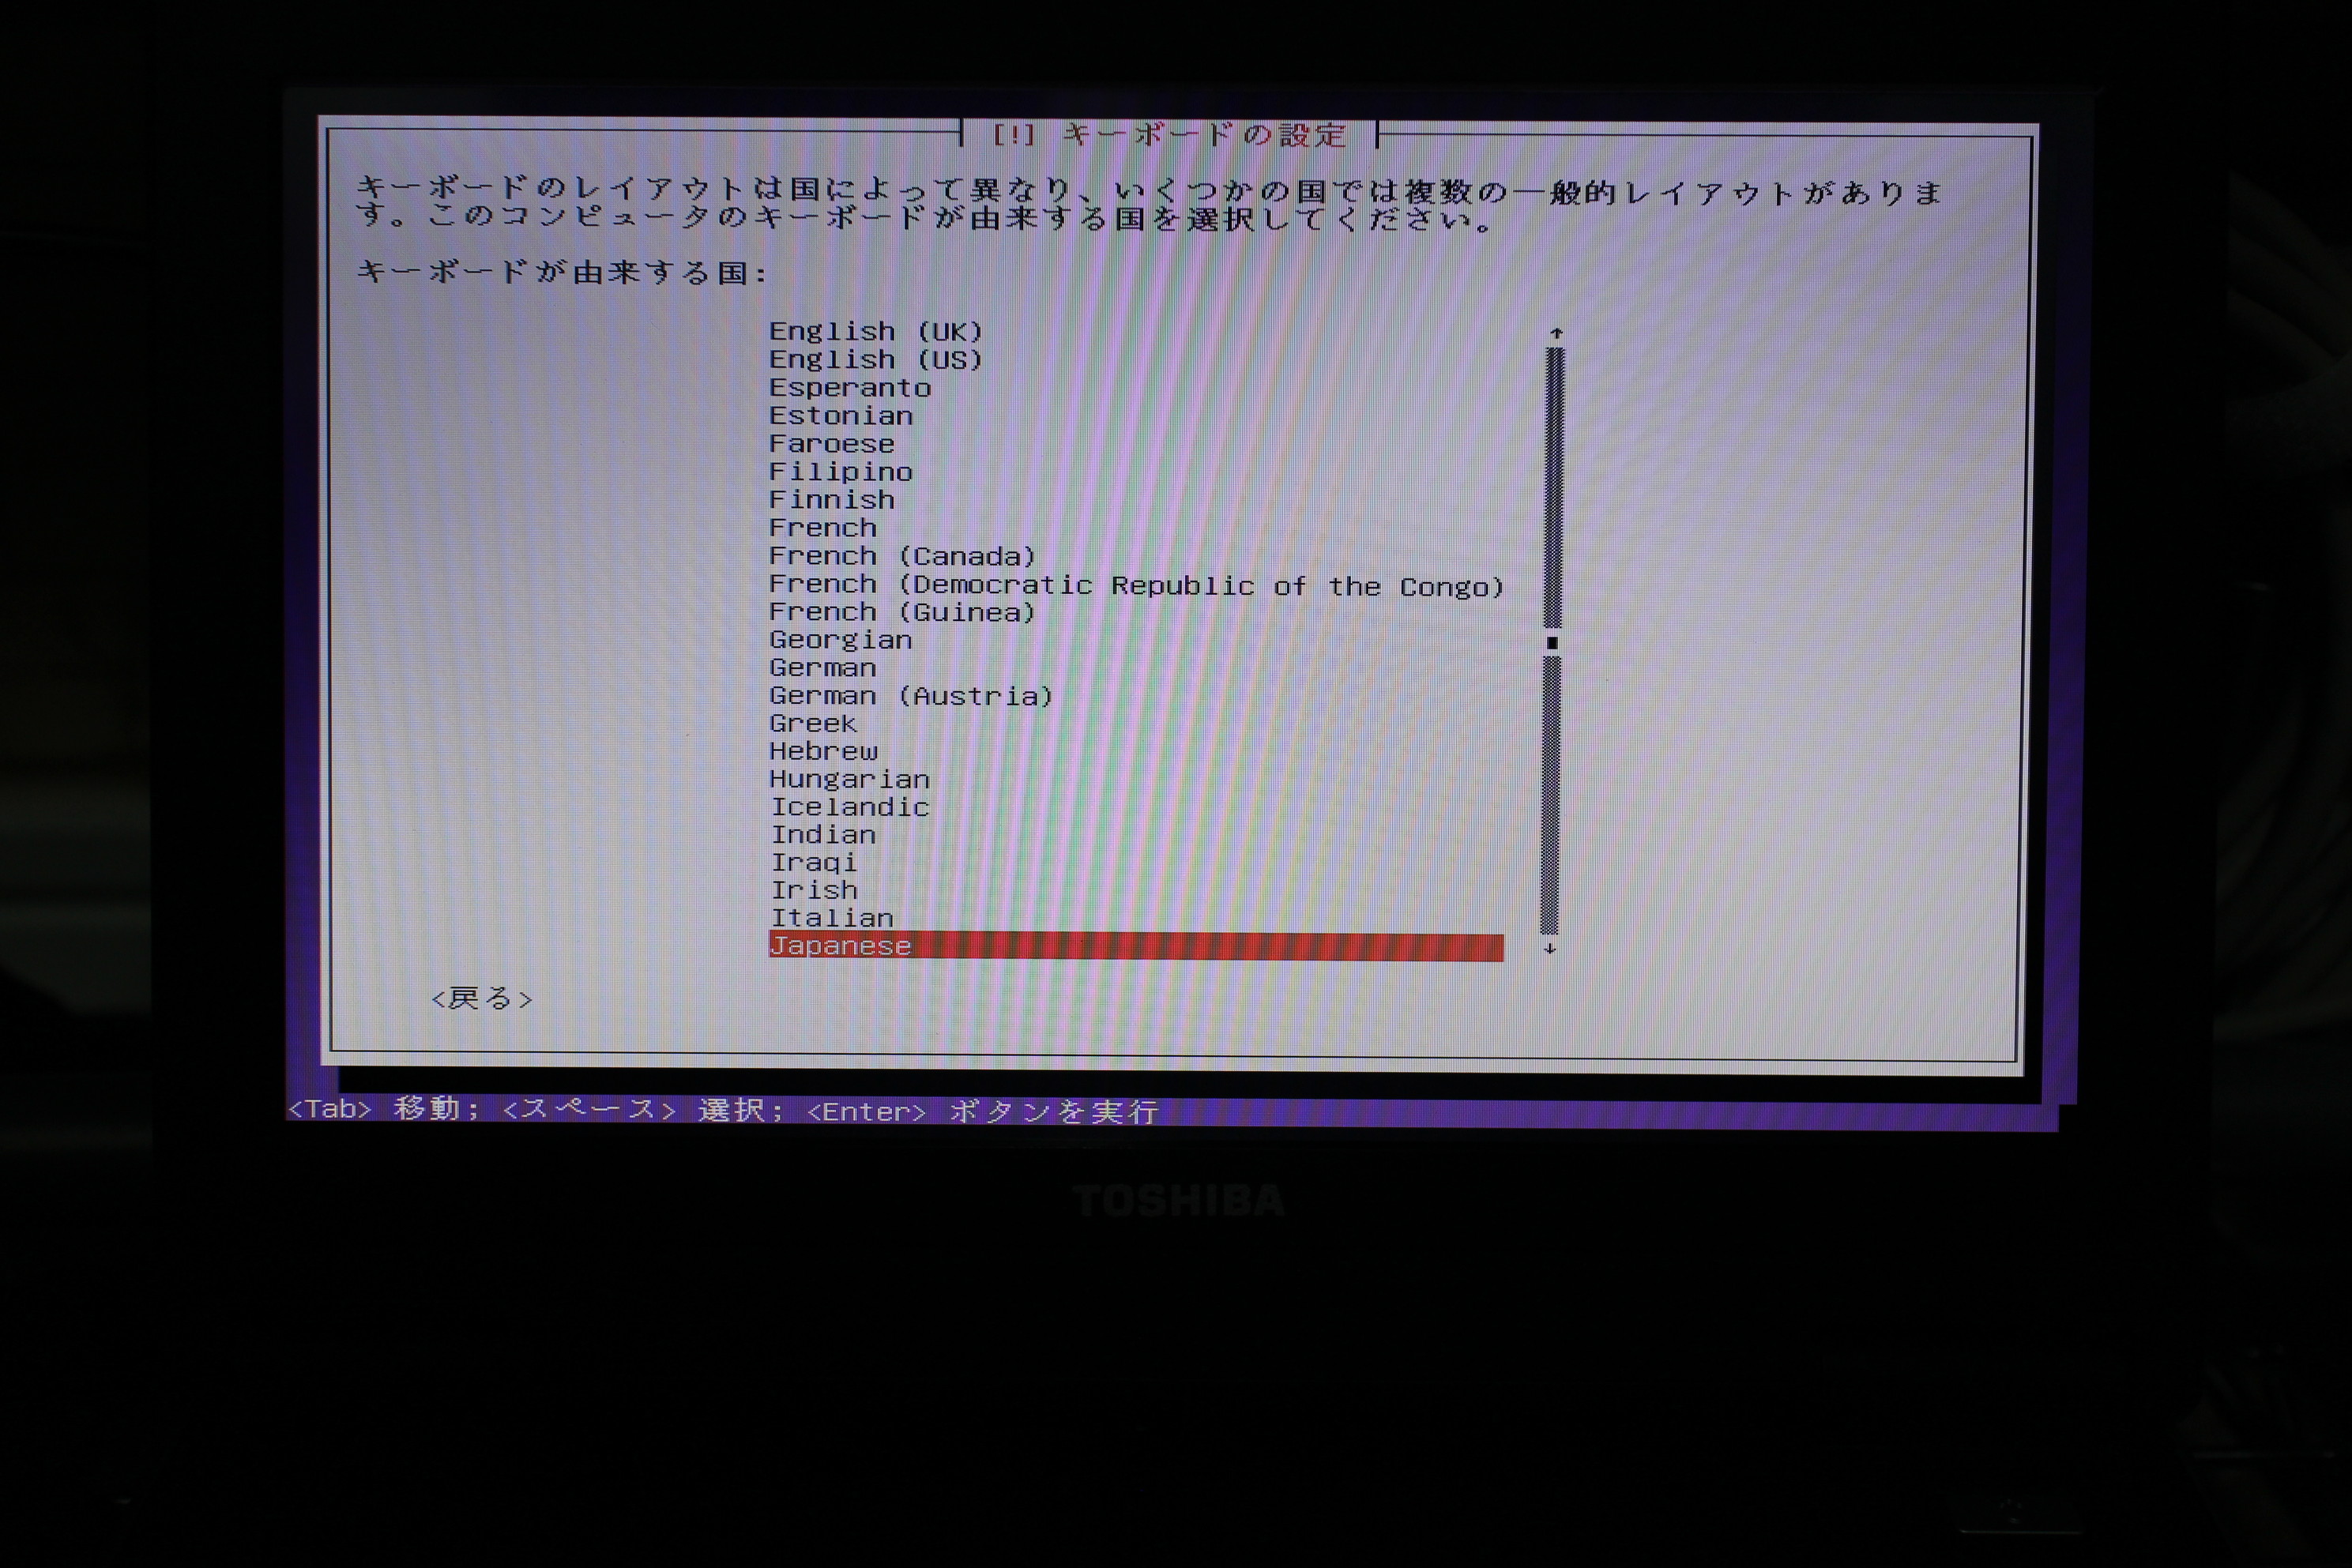 [!] キーボードの設定
キーボードのレイアウトは国によって異なり、いくつかの国では複数の一般的レイアウトがありま
す。このコンピュータのキーボードが由来する国を選択してください。
キーボードが由来する国:
English (UK)
English (US)
Esperanto
Estonian
Faroese
Filipino
Finnish
French
French (Canada)
French (Democratic Republic of the Congo)
French (Guinea)
Georgian
German
German (Austria)
Greek
Hebrew
Hungarian
Icelandic
Indian
Iraqi
Irish
Italian
Japanese
<戻る>
<Tab> 移動; <スペース> 選択; <Enter> ボタンを実行
TOSHIBA